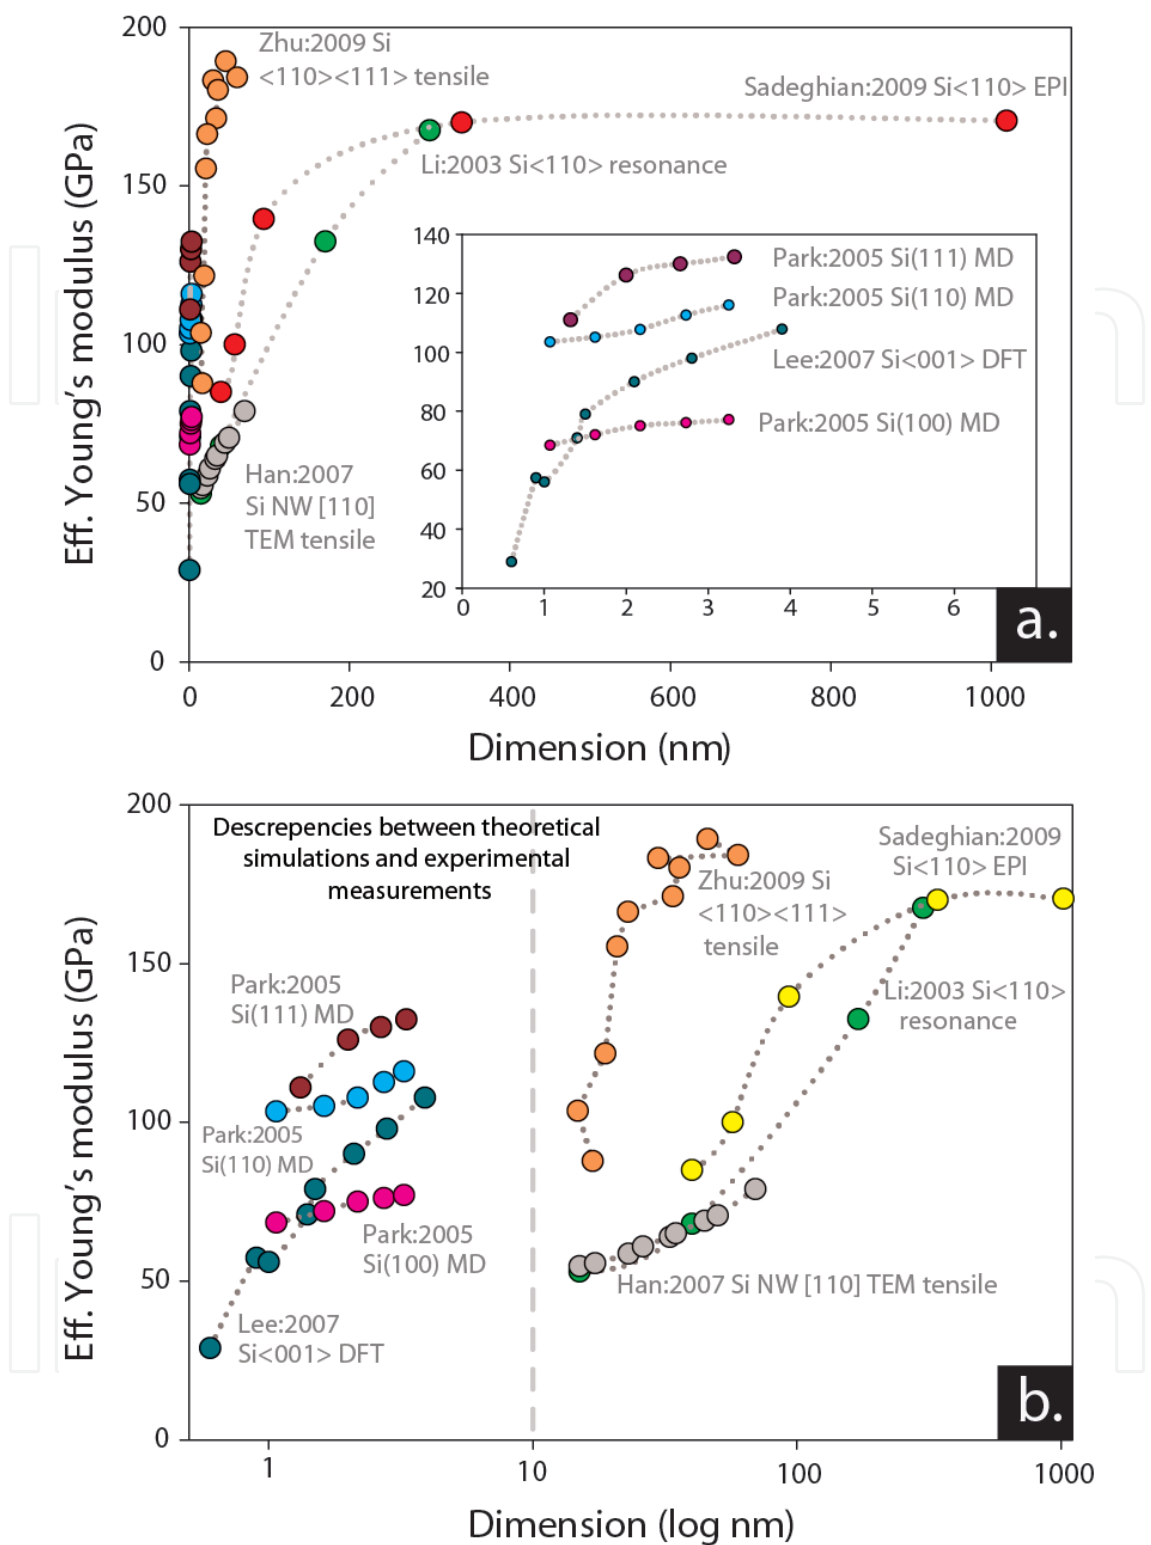 200
150
100
50
0
Eff. Young's modulus (GPa)
Zhu:2009 Si
<110><111> tensile
Sadeghian:2009 Si<110> EPI
Li:2003 Si<110> resonance
Han:2007
Si NW [110]
TEM tensile
140
120
100
80
60
40
20
Park:2005 Si(111) MD
Park:2005 Si(110) MD
Lee:2007 Si<001> DFT
Park:2005 Si(100) MD
0 1 2 3 4 5 6
a.
0 200 400 600 800 1000
Dimension (nm)
200
150
100
50
0
Eff. Young's modulus (GPa)
Descrepencies between theoretical
simulations and experimental
measurements
Sadeghian:2009
Si<110> EPI
Zhu:2009 Si
<110><111>
tensile
Park:2005
Si(111) MD
Li:2003 Si<110>
resonance
Park:2005
Si(110) MD
Park:2005
Si(100) MD
Han:2007 Si NW [110] TEM tensile
Lee:2007
Si<001> DFT
b.
1 10 100 1000
Dimension (log nm)